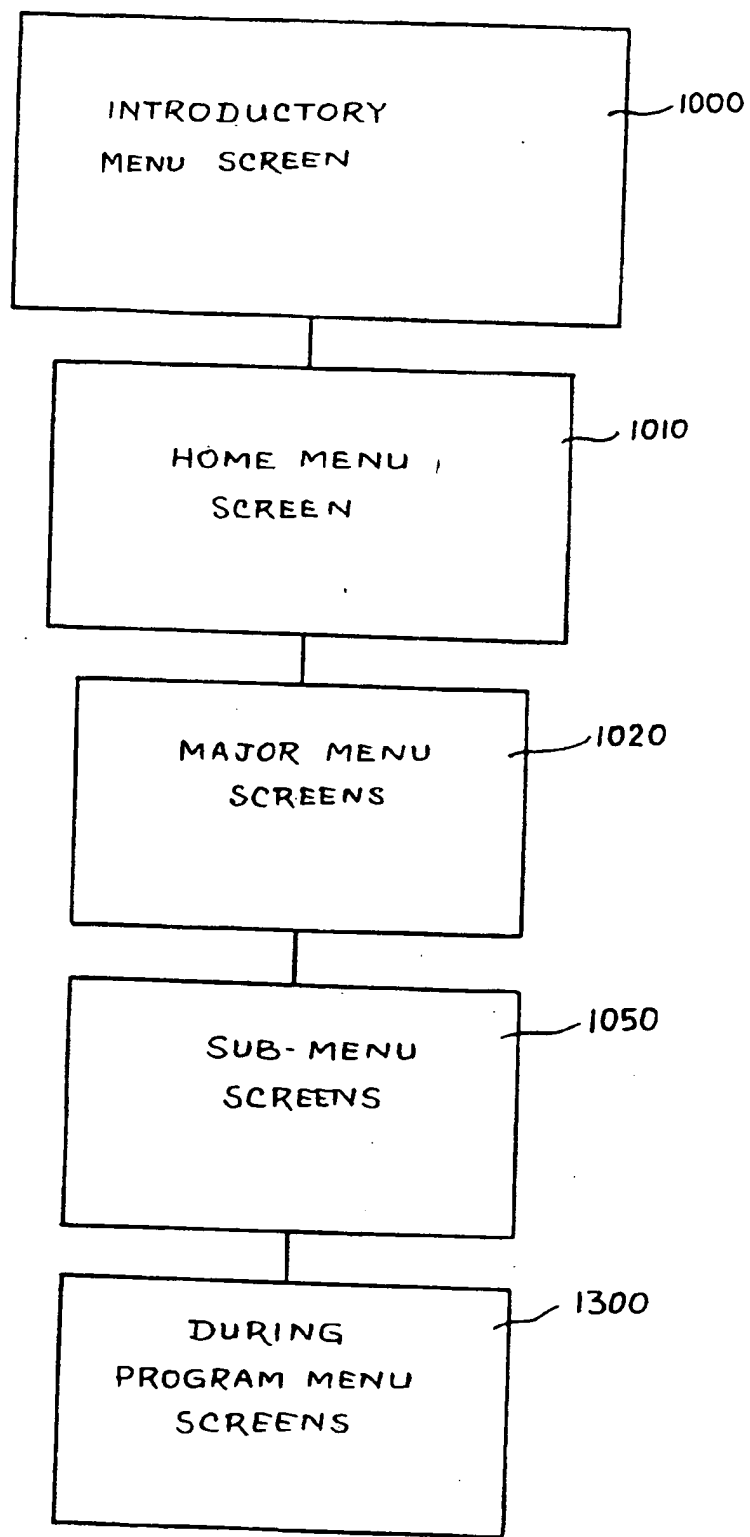 INTRODUCTORY
MENU SCREEN
1000
HOME MENU
SCREEN
1010
MAJOR MENU
SCREENS
1020
SUB-MENU
SCREENS
1050
DURING
PROGRAM MENU
SCREENS
1300